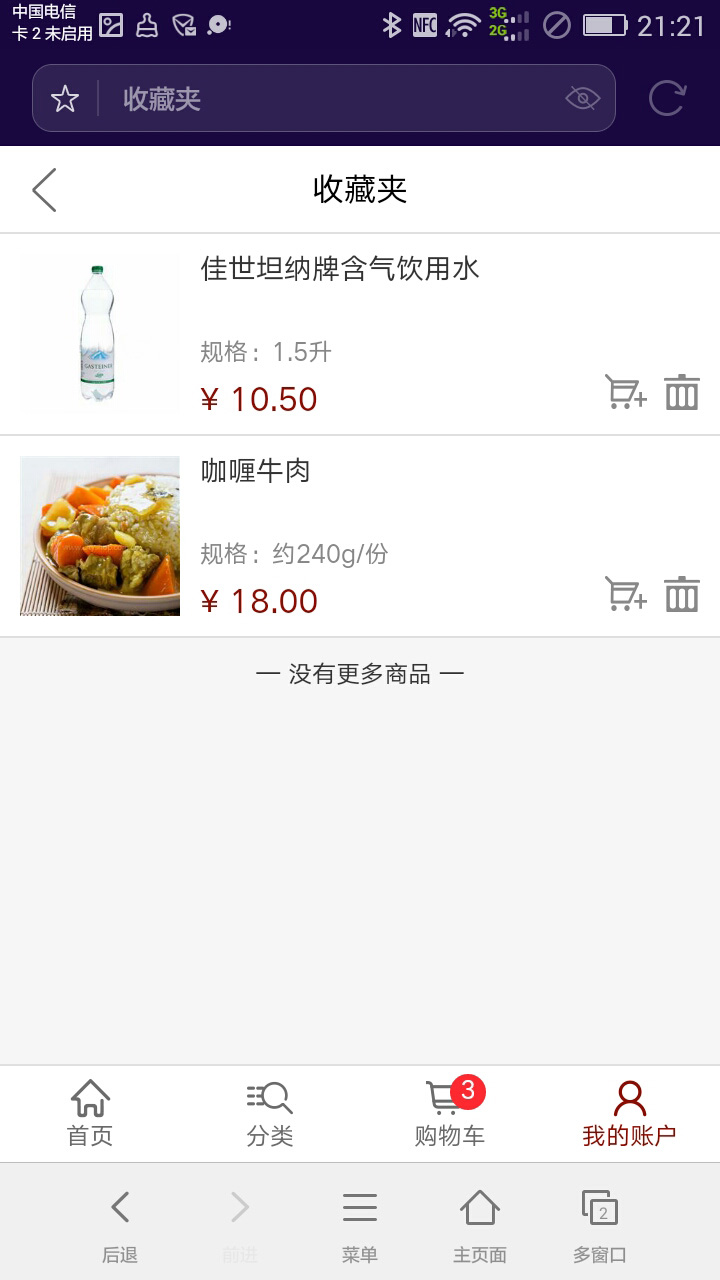 中国电信
卡 2 未启用
NFC
3G
2G
21:21
收藏夹
收藏夹
佳世坦纳牌含气饮用水
规格：1.5升
¥ 10.50
GASTEINER
咖喱牛肉
规格：约240g/份
¥ 18.00
— 没有更多商品 —
3
首页
分类
购物车
我的账户
2
后退
前进
菜单
主页面
多窗口